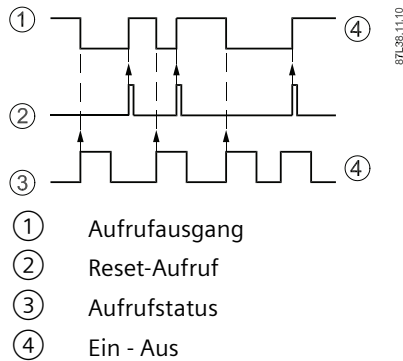 ① ④
②
③ ④
87L38.11.10
① Aufrufausgang
② Reset-Aufruf
③ Aufrufstatus
④ Ein - Aus